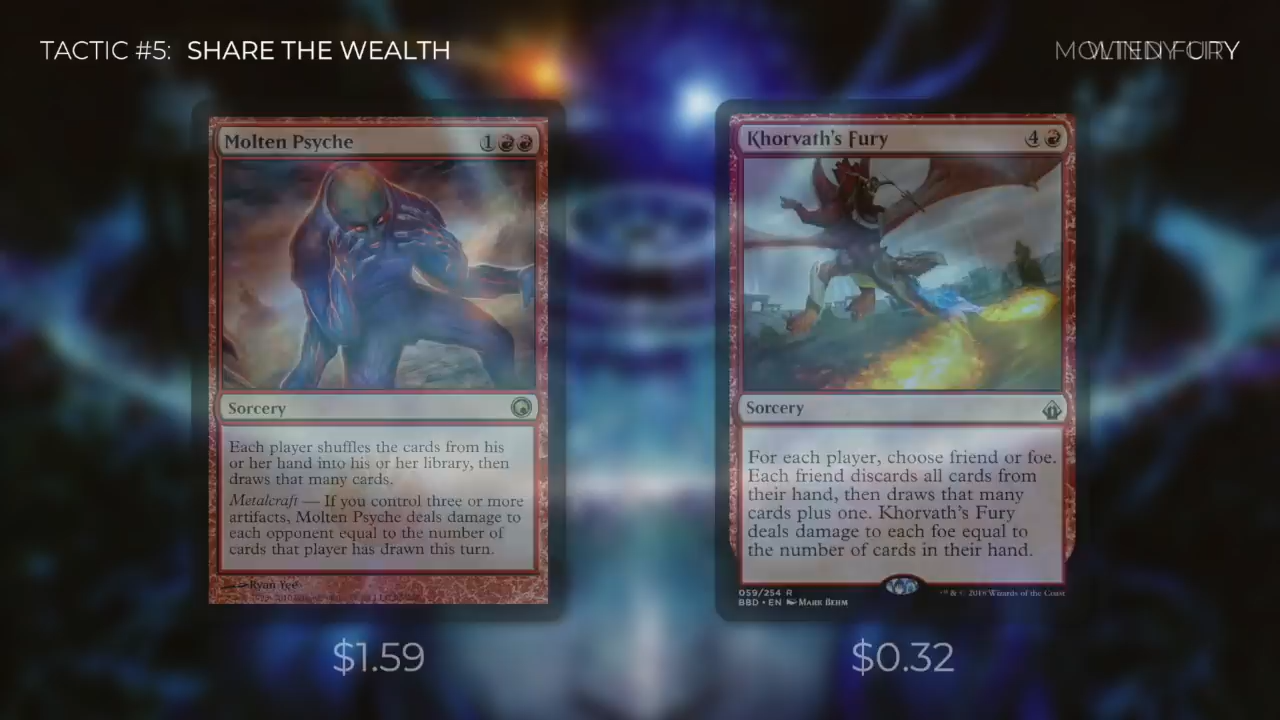 TACTIC #5: SHARE THE WEALTH
FURY
Molten Psyche 1
Khorvath's Fury 4
Sorcery
Sorcery
Each player shuffles the cards from his
or her hand into his or her library, then
draws that many cards.
Metalcraft — If you control three or more
artifacts, Molten Psyche deals damage to
each opponent equal to the number of
cards that player has drawn this turn.
For each player, choose friend or foe.
Each friend discards all cards from
their hand, then draws that many
cards plus one. Khorvath's Fury
deals damage to each foe equal to
the number of cards in their hand.
Ryan Yee
059/254 R
BBD • EN Mark Behm
™ & © 2018 Wizards of the Coast
$1.59
$0.32